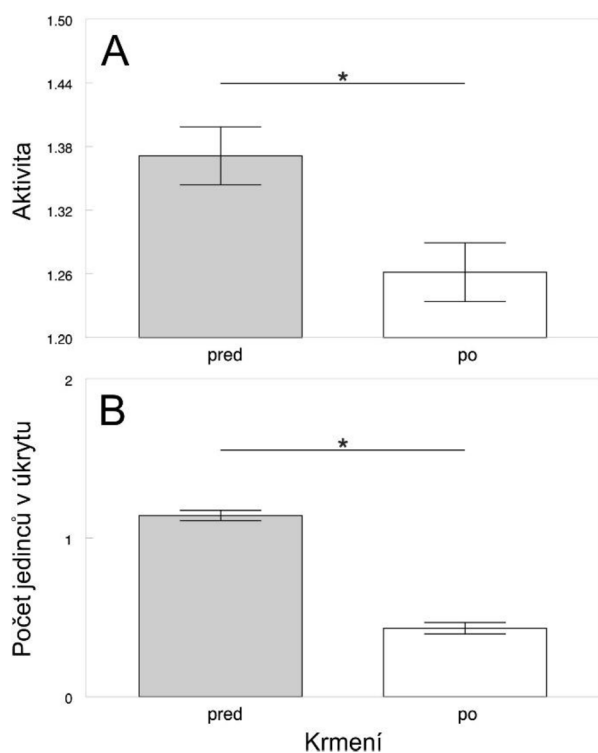 A
Aktivita
1.50
1.44
1.38
1.32
1.26
1.20
*
pred po
B
Počet jedinců v úkrytu
2
1
0
*
pred po
Krmení